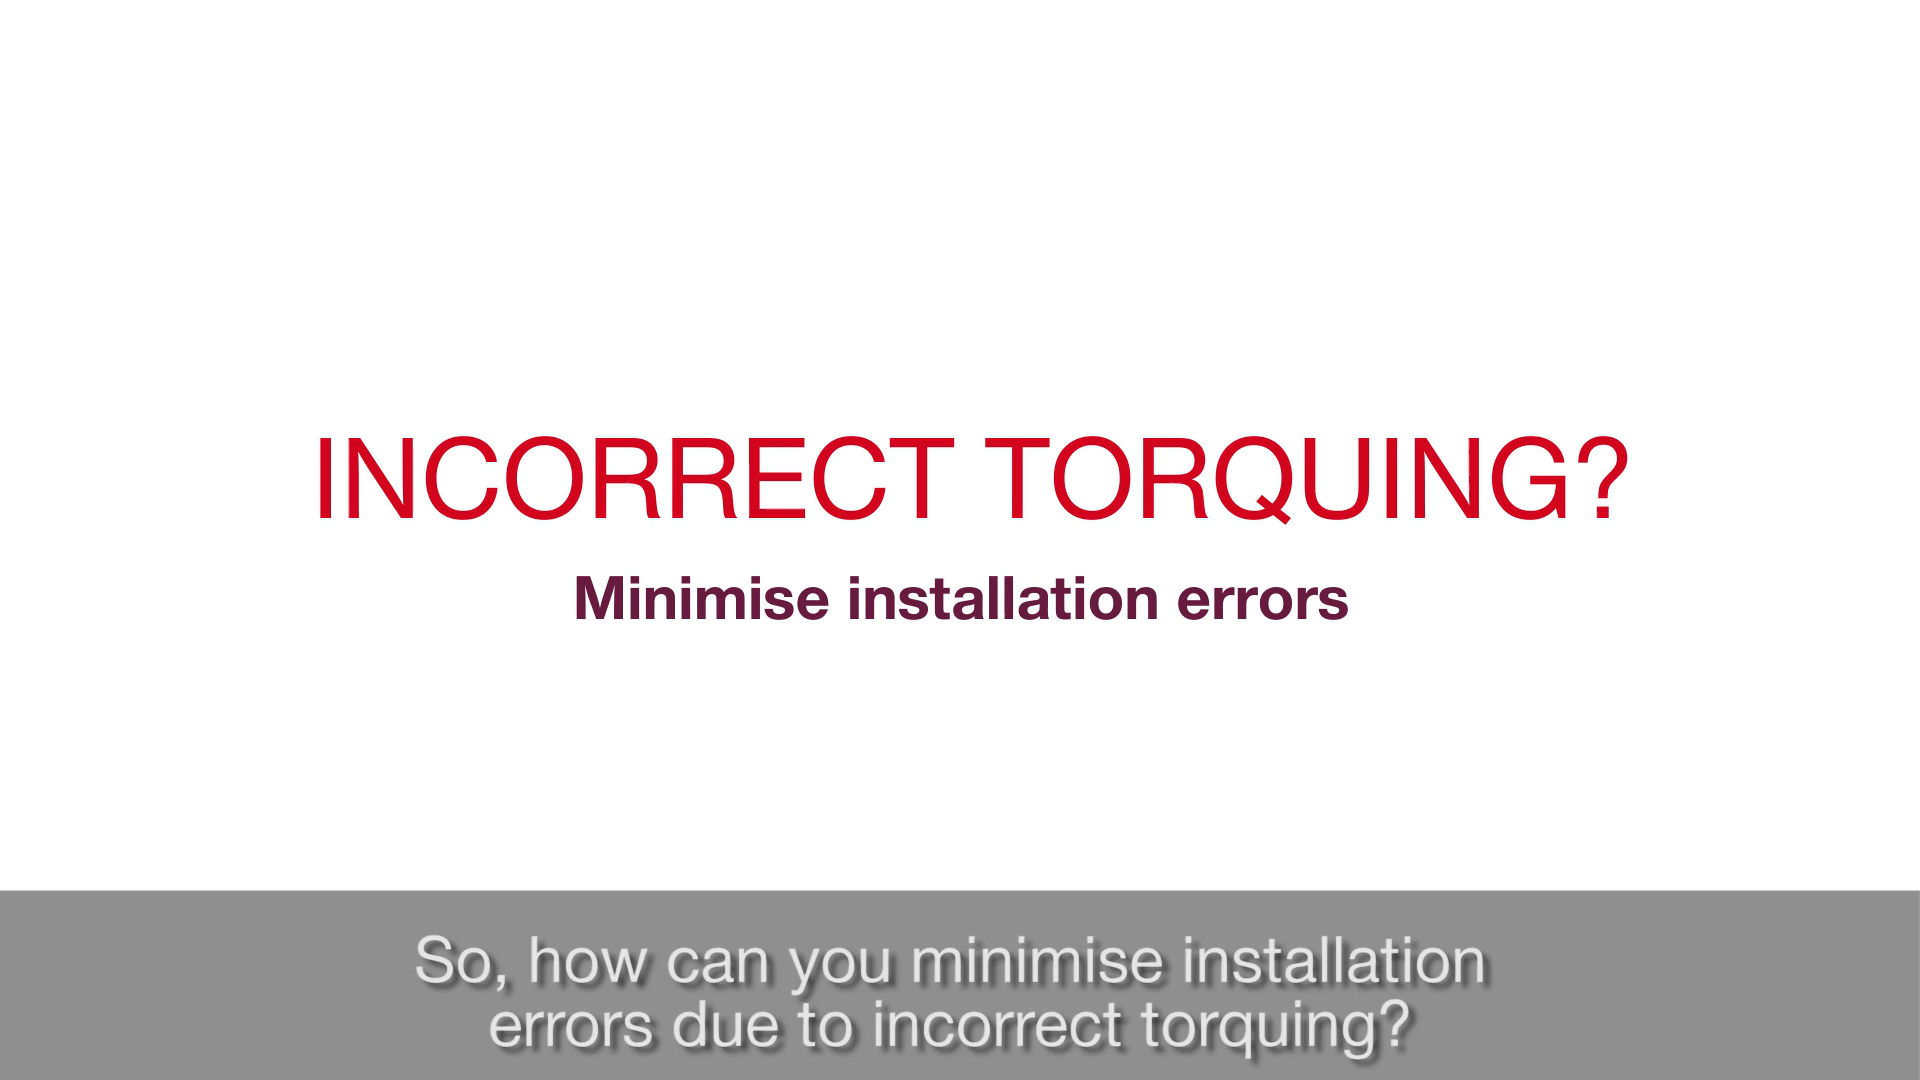 INCORRECT TORQUING?
Minimise installation errors
So, how can you minimise installation
errors due to incorrect torquing?